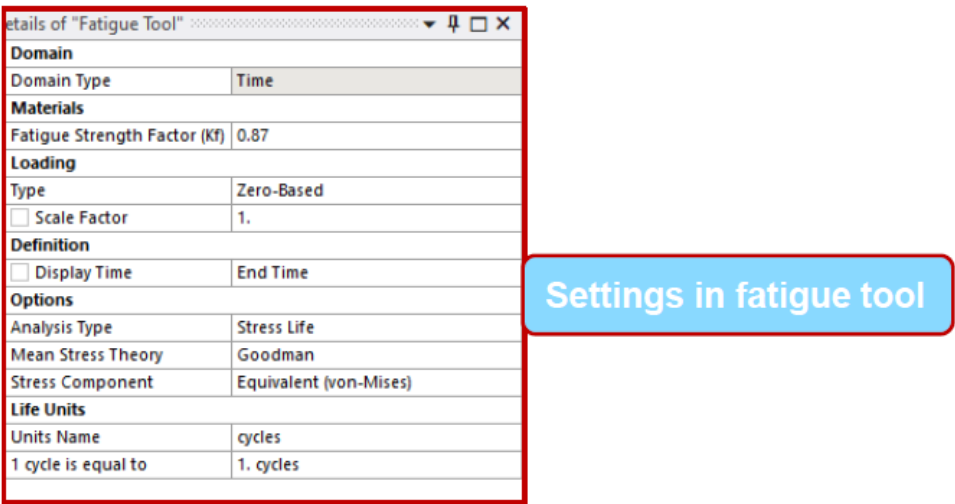 etails of "Fatigue Tool"
Domain
Domain Type Time
Materials
Fatigue Strength Factor (Kf) 0.87
Loading
Type Zero-Based
Scale Factor 1.
Definition
Display Time End Time
Options
Analysis Type Stress Life
Mean Stress Theory Goodman
Stress Component Equivalent (von-Mises)
Life Units
Units Name cycles
1 cycle is equal to 1. cycles
Settings in fatigue tool